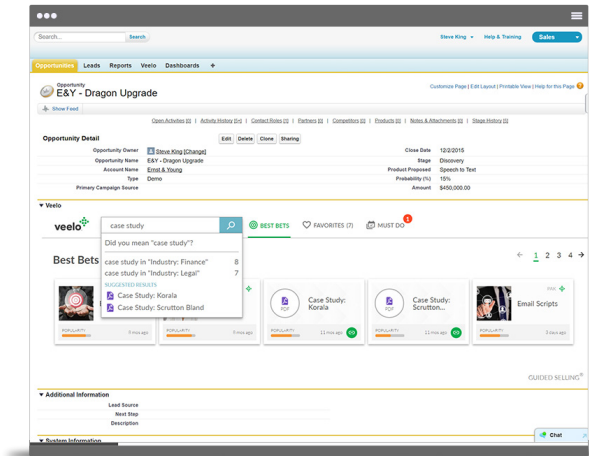 Search... Search Steve King Help & Training Sales
Opportunities Leads Reports Veelo Dashboards +
Opportunity
E&Y - Dragon Upgrade
Customize Page | Edit Layout | Printable View | Help for this Page ?
Show Feed
Open Activities [0] | Activity History [5+] | Contact Roles [1] | Partners [0] | Competitors [0] | Products [0] | Notes & Attachments [0] | Stage History [5]
Opportunity Detail Edit Delete Clone Sharing
Opportunity Owner Steve King [Change] Close Date 12/2/2015
Opportunity Name E&Y - Dragon Upgrade Stage Discovery
Account Name Ernst & Young Product Proposed Speech to Text
Type Demo Probability (%) 15%
Primary Campaign Source Amount $450,000.00
Veelo
veelo case study BEST BETS FAVORITES (7) MUST DO 1
Did you mean "case study"?
case study in "Industry: Finance" 8
case study in "Industry: Legal" 7
SUGGESTED RESULTS
Case Study: Korala
Case Study: Scrutton Bland
Best Bets ← 1 2 3 4 →
PDF Case Study: Korala
PDF Case Study: Scrutton...
Email Scripts
POPULARITY 9 mos ago
POPULARITY 9 mos ago
POPULARITY 11 mos ago
POPULARITY 11 mos ago
POPULARITY 3 days ago
GUIDED SELLING®
Additional Information
Lead Source
Next Step
Description
System Information
Chat